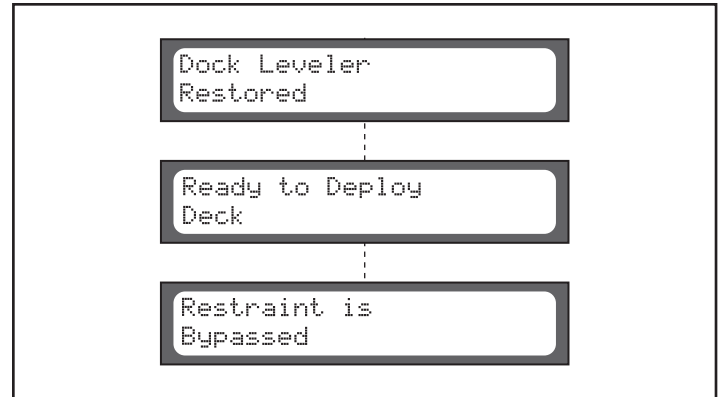 Dock Leveler
Restored
Ready to Deploy
Deck
Restraint is
Bypassed